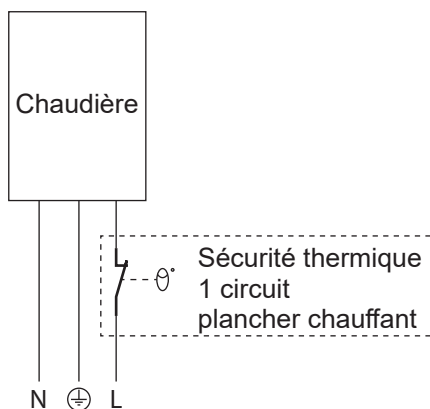 Chaudière
Sécurité thermique
1 circuit
plancher chauffant
N L